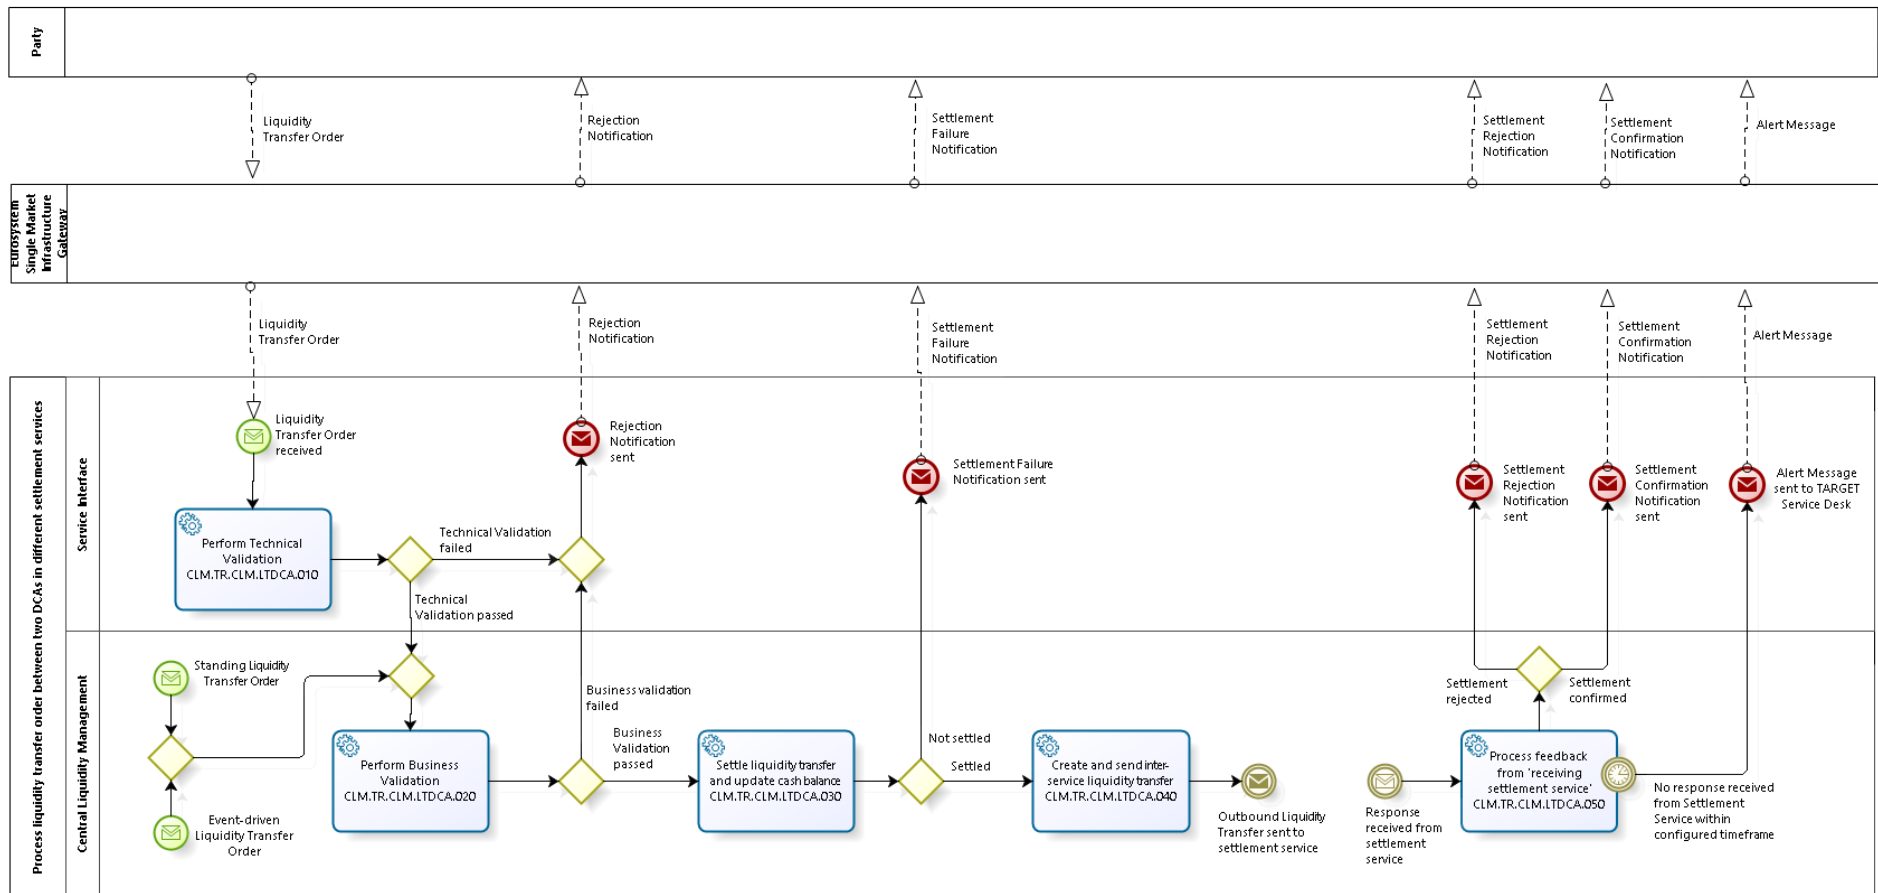 Party
Liquidity
Transfer Order
Rejection
Notification
Settlement
Failure
Notification
Settlement
Rejection
Notification
Settlement
Confirmation
Notification
Alert Message
Eurosystem
Single Market
Infrastructure
Gateway
Liquidity
Transfer Order
Rejection
Notification
Settlement
Failure
Notification
Settlement
Rejection
Notification
Settlement
Confirmation
Notification
Alert Message
Process liquidity transfer order between two DCAs in different settlement services
Service Interface
Liquidity
Transfer Order
received
Rejection
Notification
sent
Settlement Failure
Notification sent
Settlement
Rejection
Notification
sent
Settlement
Confirmation
Notification
sent
Alert Message
sent to TARGET
Service Desk
Perform Technical
Validation
CLM.TR.CLM.LTDCA.010
Technical Validation
failed
Technical
Validation passed
Central Liquidity Management
Standing Liquidity
Transfer Order
Event-driven
Liquidity Transfer
Order
Perform Business
Validation
CLM.TR.CLM.LTDCA.020
Business validation
failed
Business
Validation
passed
Settle liquidity transfer
and update cash balance
CLM.TR.CLM.LTDCA.030
Not settled
Settled
Create and send inter-
service liquidity transfer
CLM.TR.CLM.LTDCA.040
Outbound Liquidity
Transfer sent to
settlement service
Response
received from
settlement
service
Settlement
rejected
Settlement
confirmed
Process feedback
from 'receiving
settlement service'
CLM.TR.CLM.LTDCA.050
No response received
from Settlement
Service within
configured timeframe